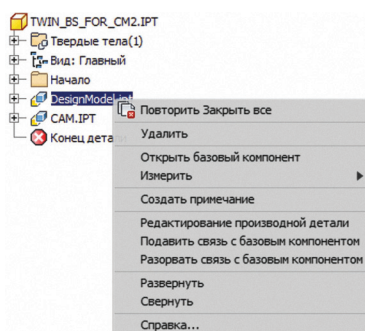 TWIN_BS_FOR_CM2.IPT
Твердые тела(1)
Вид: Главный
Начало
DesignModel.ipt
CAM.IPT
Конец дета
Повторить Закрыть все
Удалить
Открыть базовый компонент
Измерить
Создать примечание
Редактирование производной детали
Подавить связь с базовым компонентом
Разорвать связь с базовым компонентом
Развернуть
Свернуть
Справка...